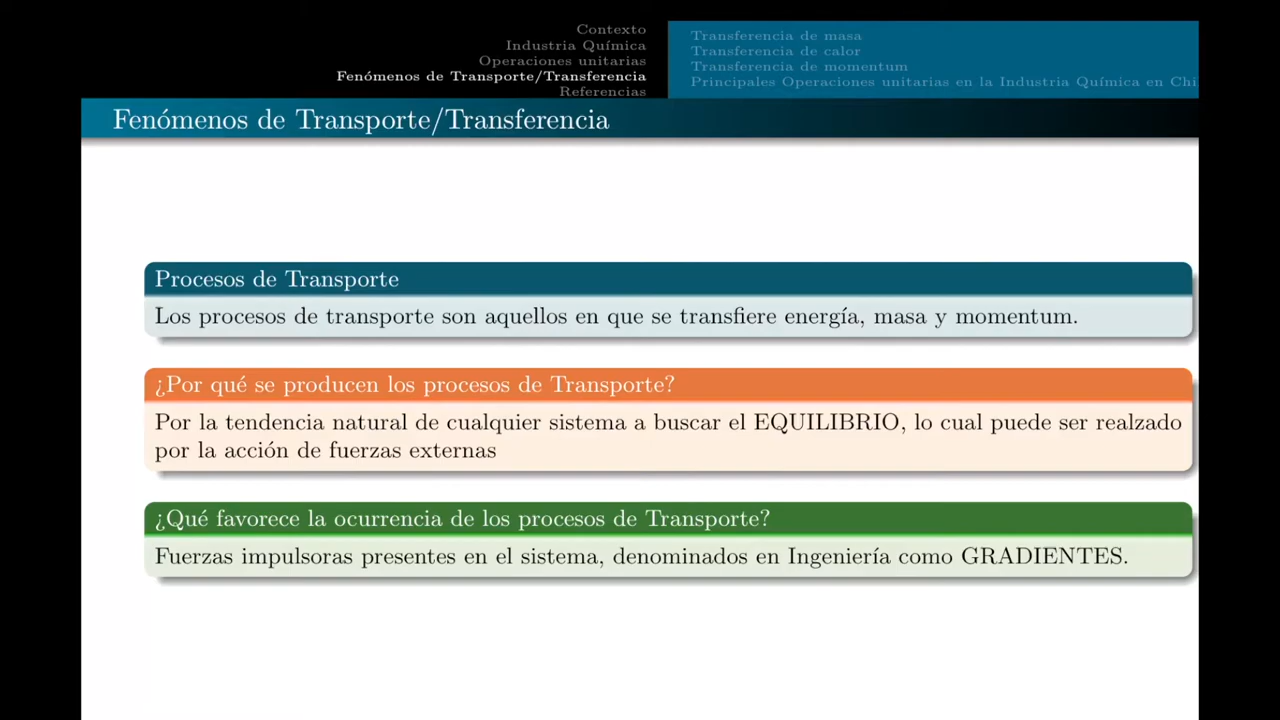 Contexto
Industria Química
Operaciones unitarias
Fenómenos de Transporte/Transferencia
Referencias
Transferencia de masa
Transferencia de calor
Transferencia de momentum
Principales Operaciones unitarias en la Industria Química en Chi
Fenómenos de Transporte/Transferencia
Procesos de Transporte
Los procesos de transporte son aquellos en que se transfiere energía, masa y momentum.
¿Por qué se producen los procesos de Transporte?
Por la tendencia natural de cualquier sistema a buscar el EQUILIBRIO, lo cual puede ser realzado
por la acción de fuerzas externas
¿Qué favorece la ocurrencia de los procesos de Transporte?
Fuerzas impulsoras presentes en el sistema, denominados en Ingeniería como GRADIENTES.